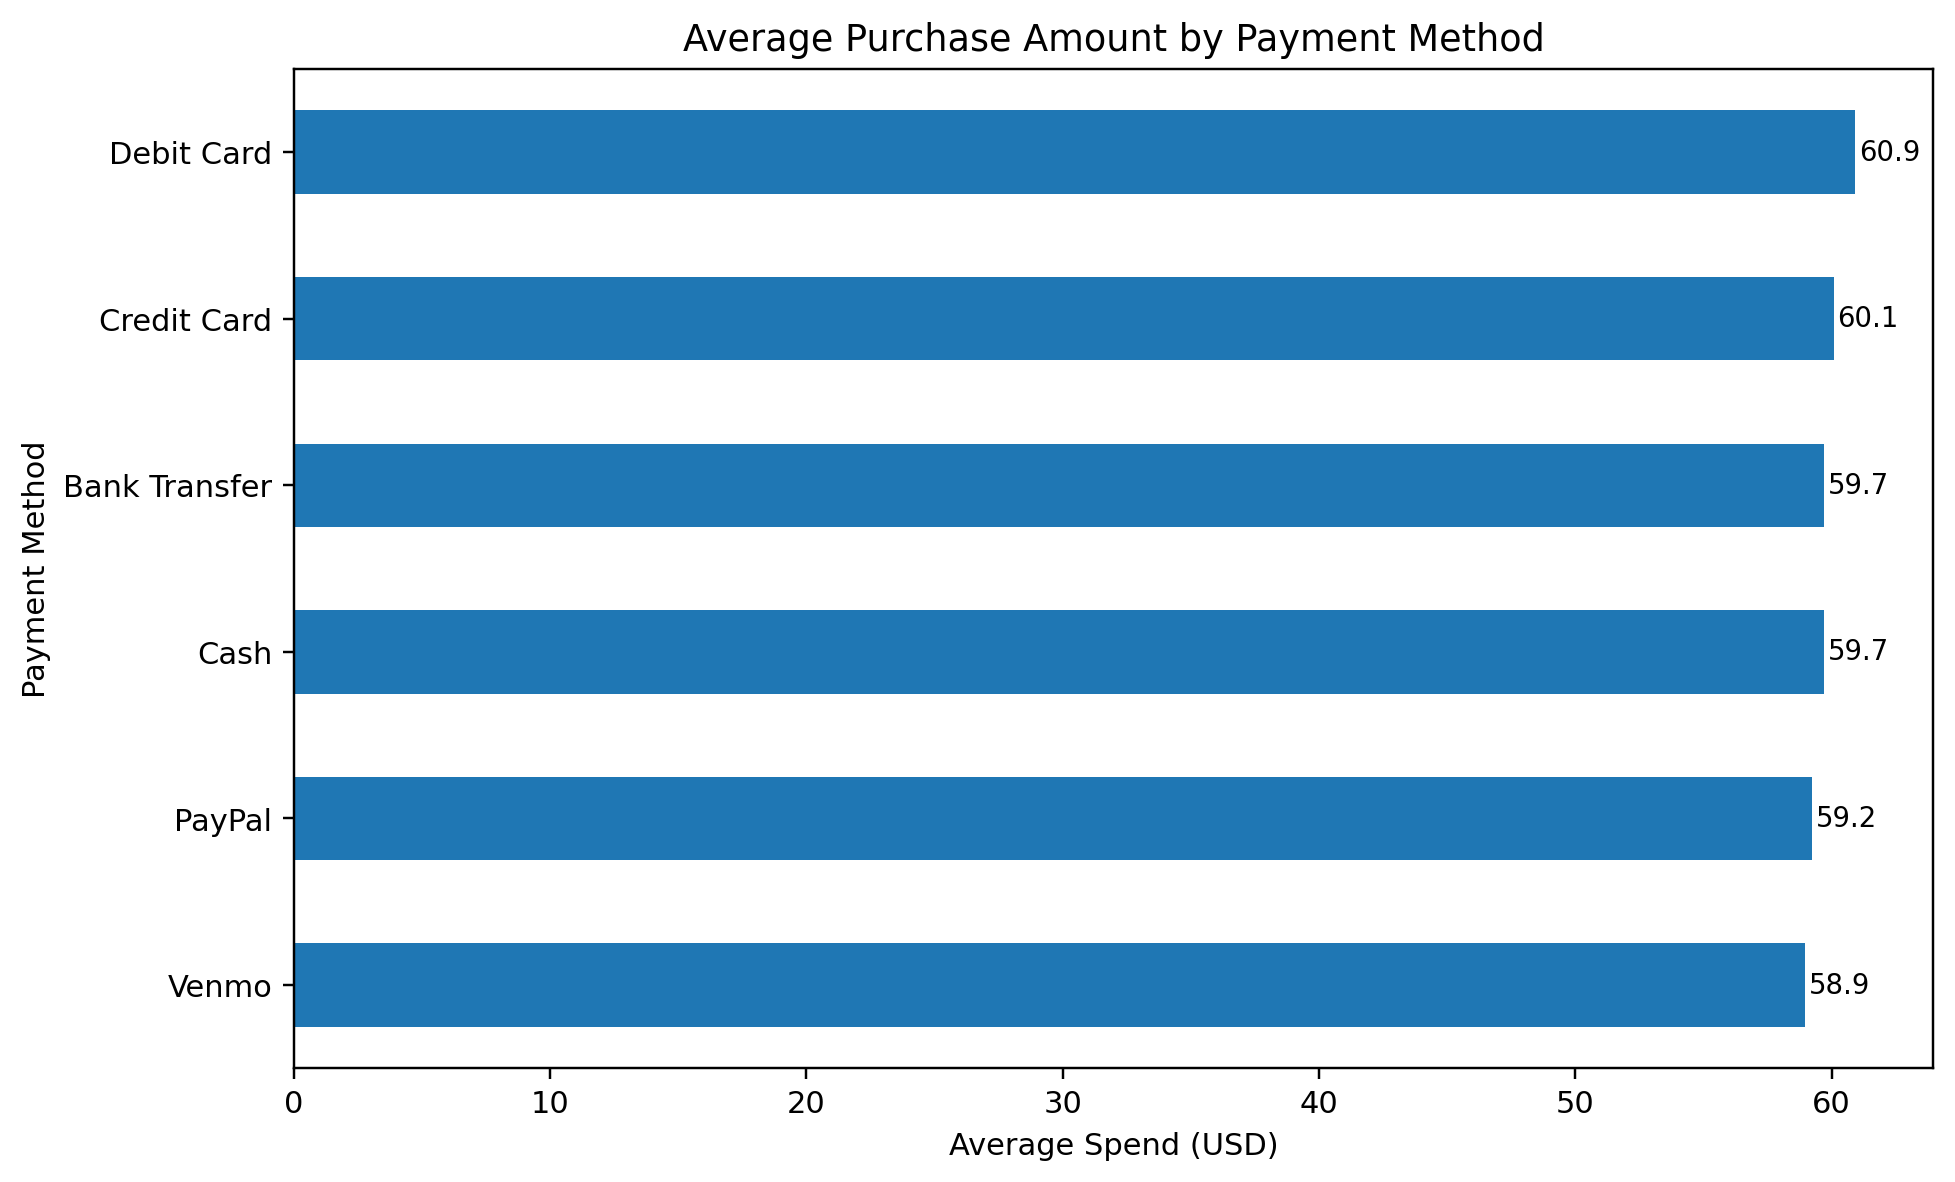 Average Purchase Amount by Payment Method
Payment Method
Debit Card 60.9
Credit Card 60.1
Bank Transfer 59.7
Cash 59.7
PayPal 59.2
Venmo 58.9
0 10 20 30 40 50 60
Average Spend (USD)